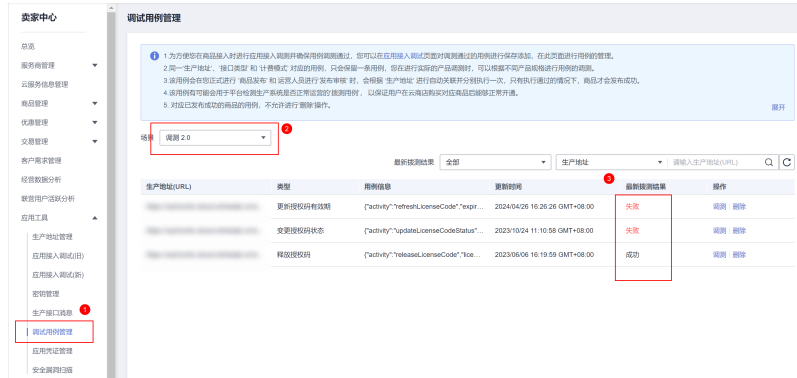 卖家中心
总览
服务商管理
云服务信息管理
商品管理
优惠管理
交易管理
客户需求管理
经营数据分析
联营用户活跃分析
应用工具
生产地址管理
应用接入调试(旧)
应用接入调试(新)
密钥管理
生产接口消息
1
调试用例管理
应用凭证管理
安全漏洞扫描
调试用例管理
1.为方便您在商品接入时进行应用接入调测并确保用例调测通过，您可以在应用接入调试页面对调测通过的用例进行保存添加，在此页面进行用例的管理。
2.同一'生产地址'、'接口类型' 和 '计费模式' 对应的用例，只会保留一条用例，您在进行实际的产品调测时，可以根据不同产品规格进行用例的调测。
3.该用例会在您正式进行 '商品发布' 和 运营人员进行'发布审核' 时，会根据 '生产地址' 进行自动关联并分别执行一次，只有执行通过的情况下，商品才会发布成功。
4.该用例有可能会用于平台检测生产系统是否正常运营的'拨测用例'，以保证用户在云商店购买对应商品后能够正常开通。
5. 对应已发布成功的商品的用例，不允许进行'删除'操作。
展开
场景 调测 2.0
2
最新拨测结果 全部 生产地址 请输入生产地址(URL)
3
生产地址(URL) 类型 用例信息 更新时间 最新拨测结果 操作
更新授权码有效期 {"activity":"refreshLicenseCode","expir... 2024/04/26 16:26:26 GMT+08:00 失败 调测 删除
变更授权码状态 {"activity":"updateLicenseCodeStatus"... 2023/10/24 11:10:58 GMT+08:00 失败 调测 删除
释放授权码 {"activity":"releaseLicenseCode","lice... 2023/06/06 16:19:59 GMT+08:00 成功 调测 删除